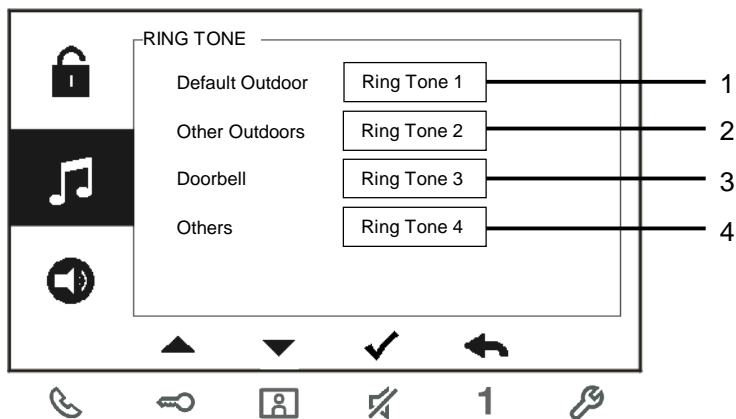 RING TONE
Default Outdoor Ring Tone 1 1
Other Outdoors Ring Tone 2 2
Doorbell Ring Tone 3 3
Others Ring Tone 4 4
1